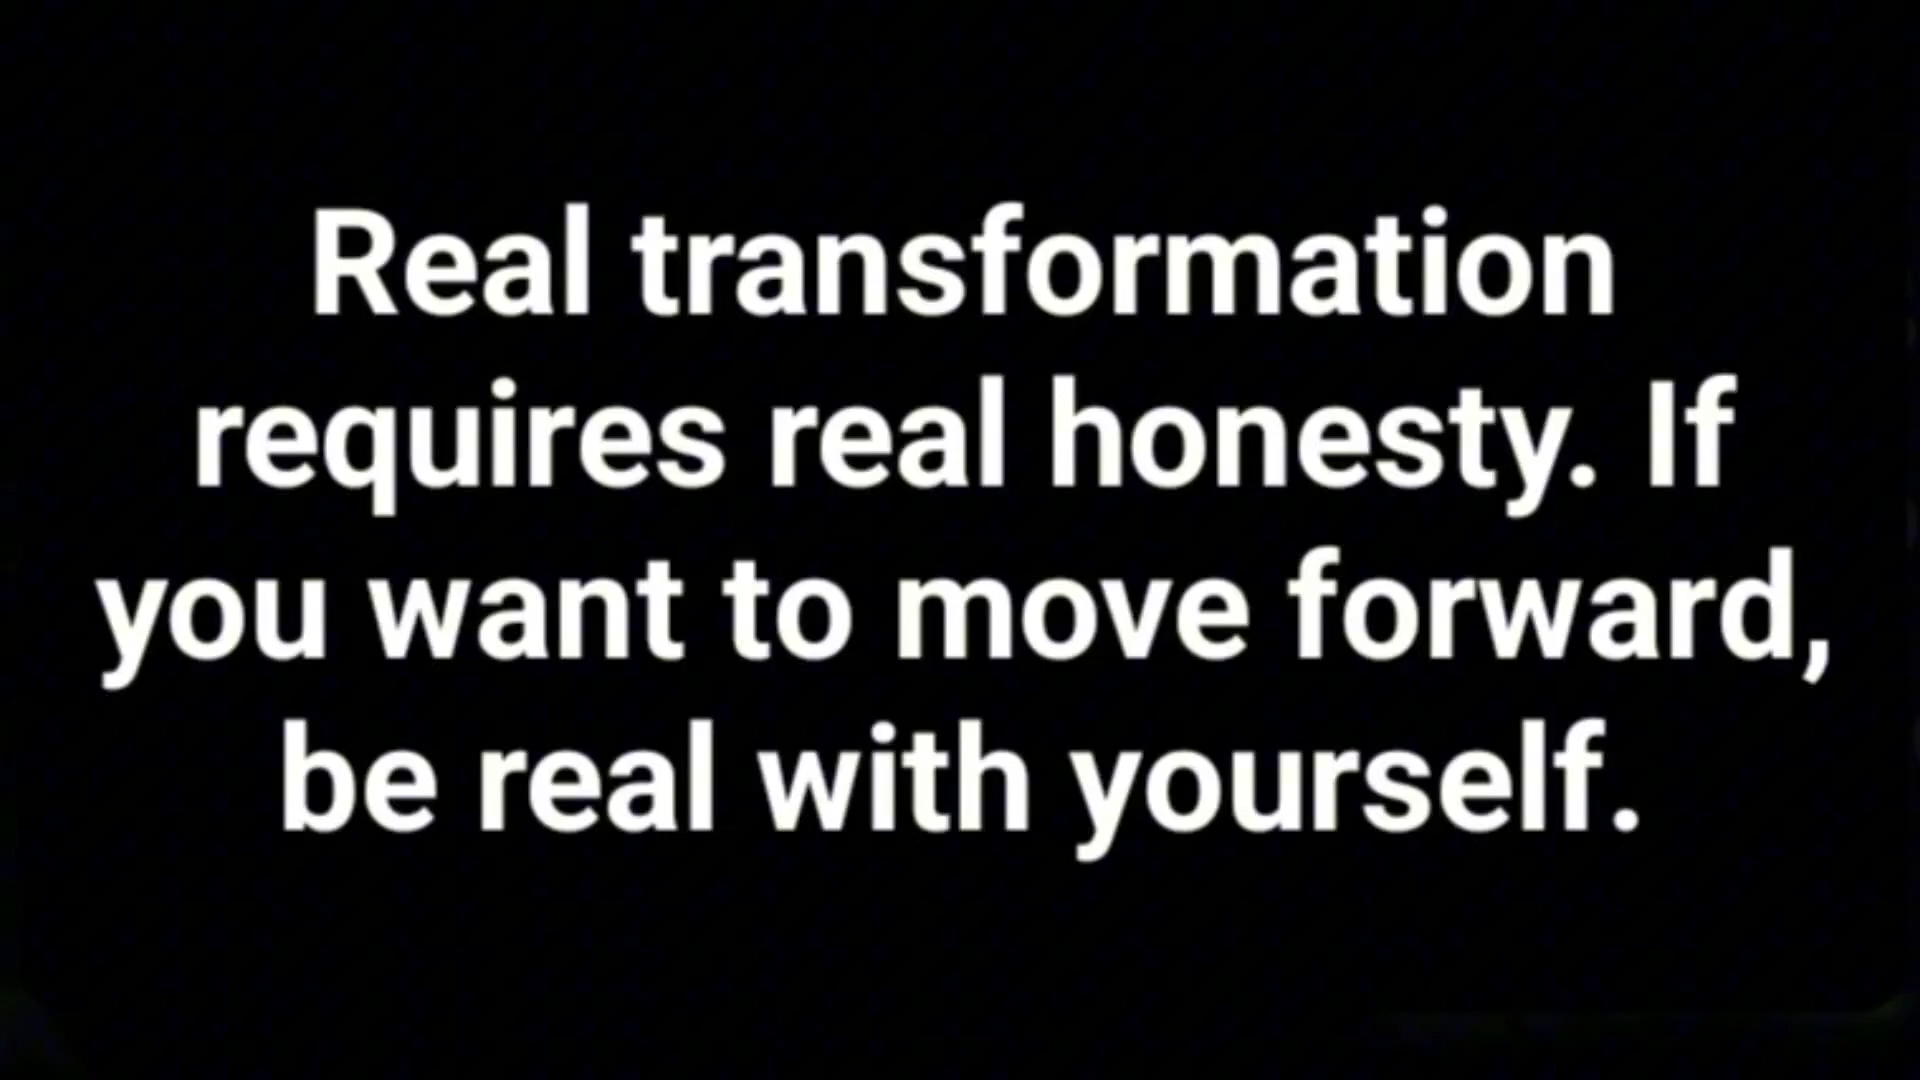 Real transformation
requires real honesty. If
you want to move forward,
be real with yourself.